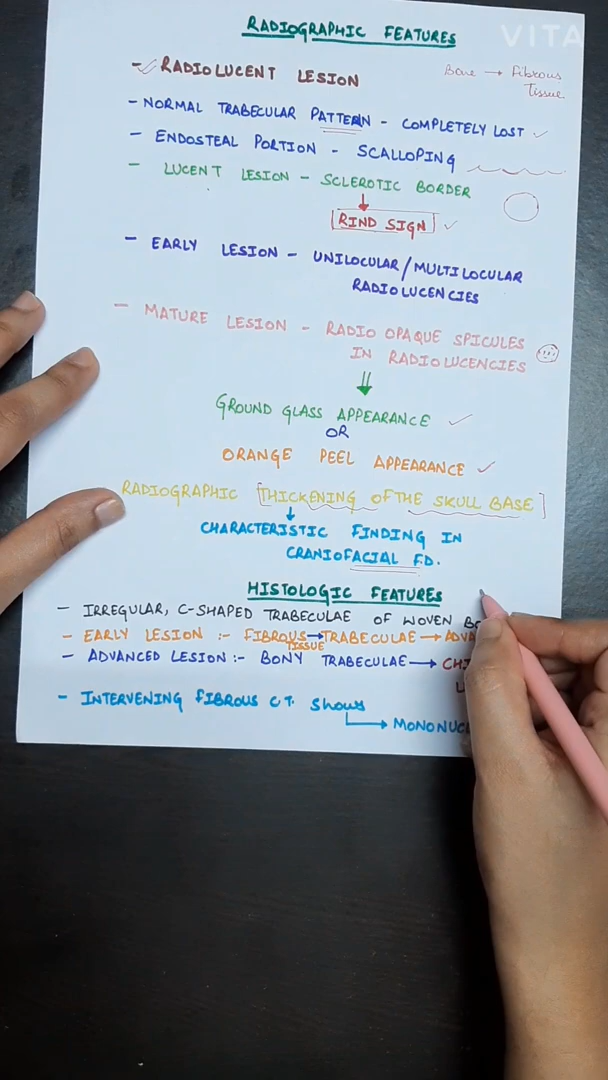 VITA
RADIOGRAPHIC FEATURES
- RADIOLUCENT LESION
Bone → Fibrous
Tissue
- NORMAL TRABECULAR PATTERN - COMPLETELY LOST
- ENDOSTEAL PORTION - SCALLOPING
- LUCENT LESION - SCLEROTIC BORDER
RIND SIGN
- EARLY LESION - UNILOCULAR/MULTILOCULAR
RADIOLUCENCIES
- MATURE LESION - RADIO OPAQUE SPICULES
IN RADIOLUCENCIES
GROUND GLASS APPEARANCE
OR
ORANGE PEEL APPEARANCE
RADIOGRAPHIC [THICKENING OF THE SKULL BASE]
CHARACTERISTIC FINDING IN
CRANIOFACIAL F.D.
HISTOLOGIC FEATURES
- IRREGULAR, C-SHAPED TRABECULAE OF WOVEN
- EARLY LESION :- FIBROUS → TRABECULAE →
TISSUE
- ADVANCED LESION :- BONY TRABECULAE →
- INTERVENING FIBROUS C.T. Shows